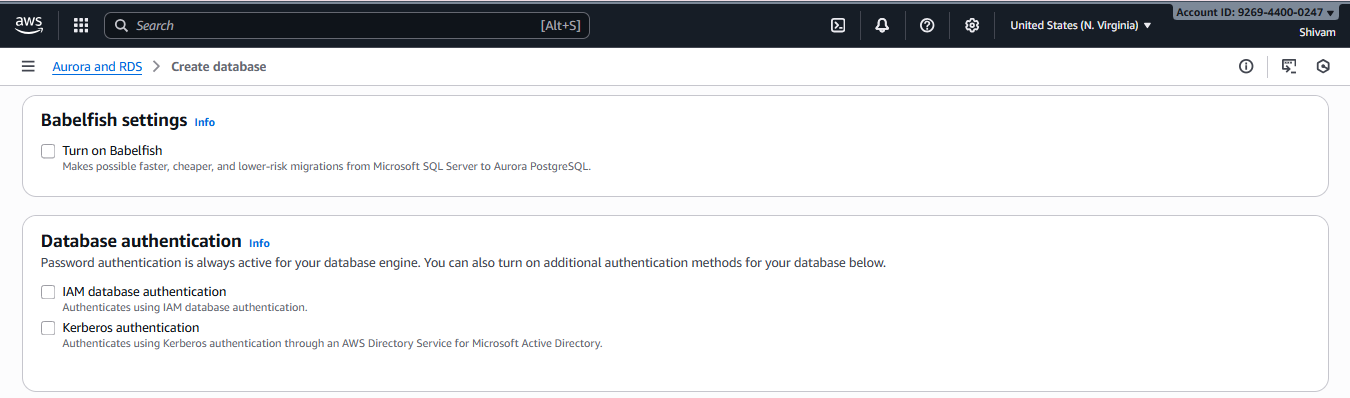 aws
Search
[Alt+S]
United States (N. Virginia)
Account ID: 9269-4400-0247
Shivam
Aurora and RDS
Create database
Babelfish settings Info
Turn on Babelfish
Makes possible faster, cheaper, and lower-risk migrations from Microsoft SQL Server to Aurora PostgreSQL.
Database authentication Info
Password authentication is always active for your database engine. You can also turn on additional authentication methods for your database below.
IAM database authentication
Authenticates using IAM database authentication.
Kerberos authentication
Authenticates using Kerberos authentication through an AWS Directory Service for Microsoft Active Directory.